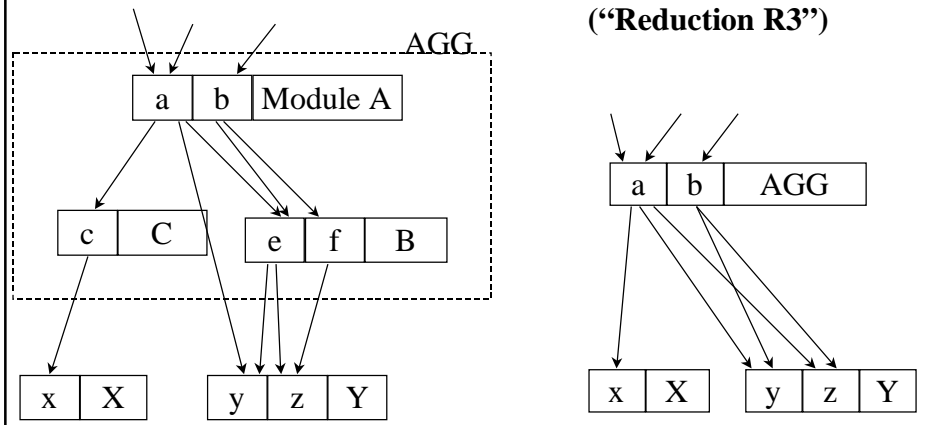 (“Reduction R3”)
AGG
a b Module A
a b AGG
c C
e f B
x X
y z Y
x X
y z Y